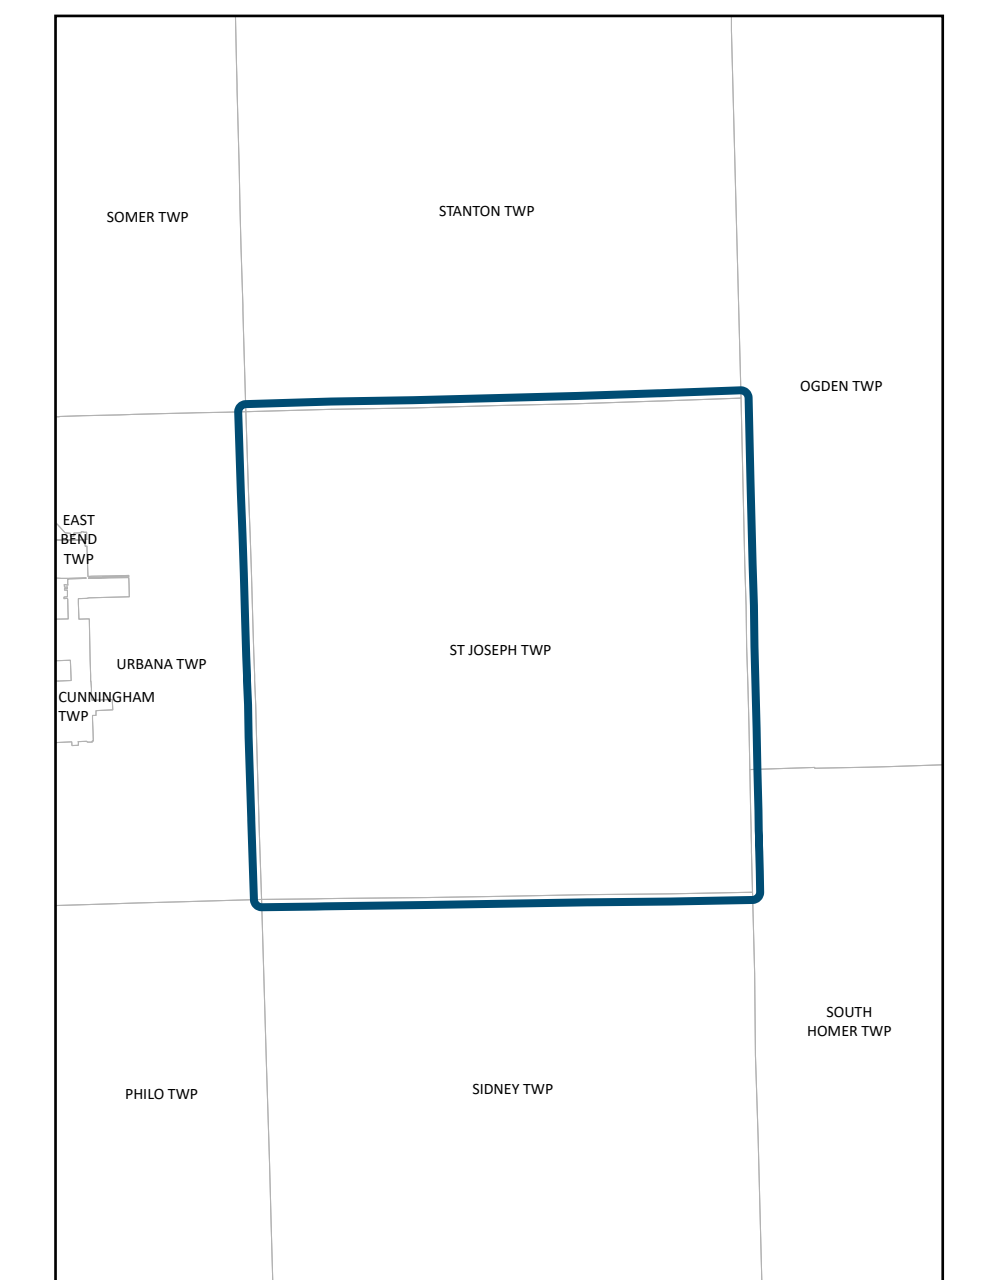 STANTON TWP
SOMER TWP
OGDEN TWP
EAST
BEND
TWP
ST JOSEPH TWP
URBANA TWP
CUNNINGHAM
TWP
SOUTH
HOMER TWP
SIDNEY TWP
PHILO TWP